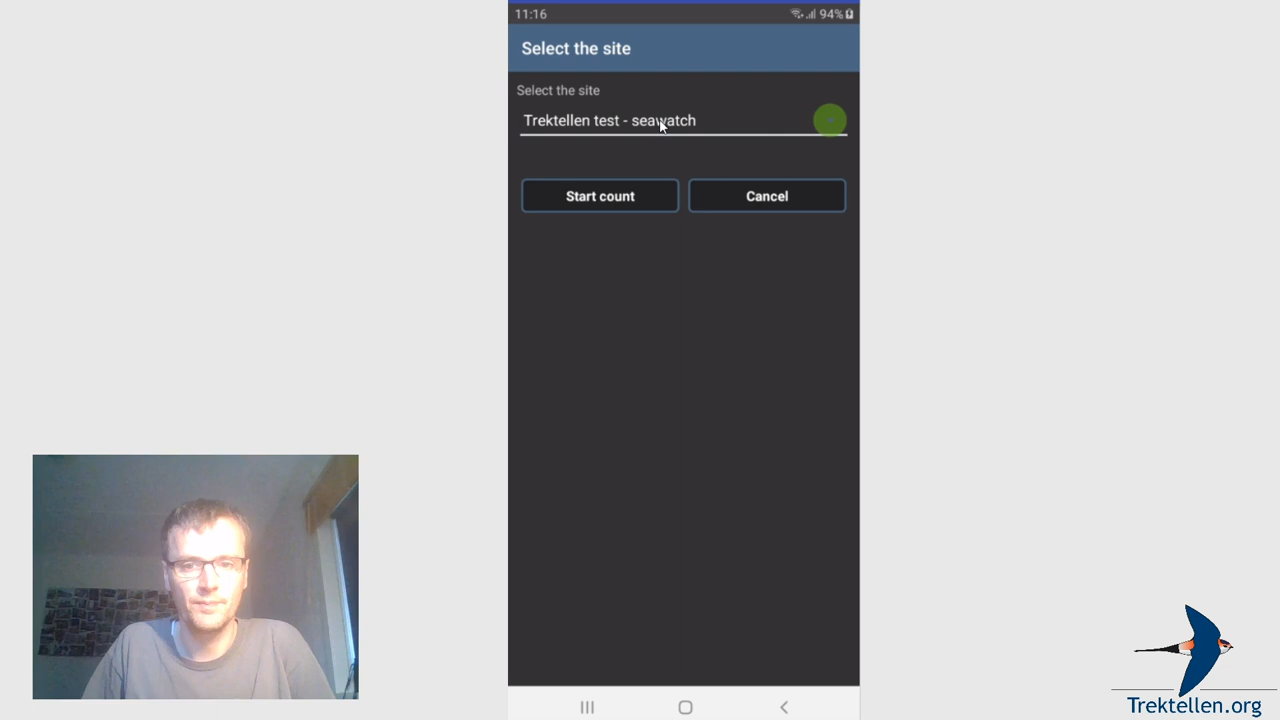 11:16
94%
Select the site
Select the site
Trektellen test - seawatch
Start count
Cancel
Trektellen.org